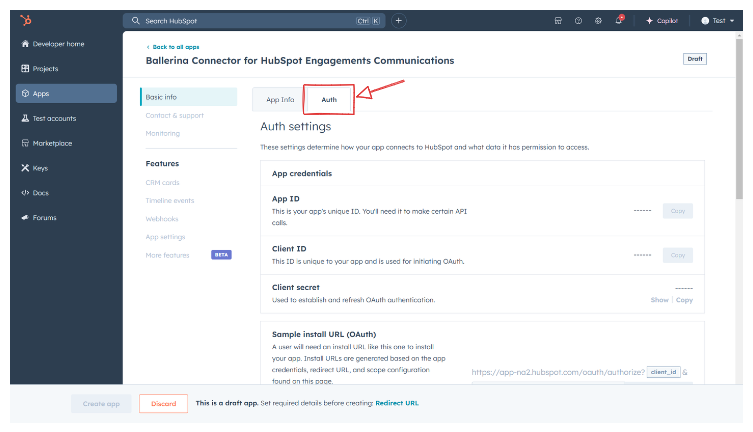 Search HubSpot
Ctrl K
Copilot
Test
Developer home
Projects
Apps
Test accounts
Marketplace
Keys
Docs
Forums
Back to all apps
Ballerina Connector for HubSpot Engagements Communications
Draft
Basic info
Contact & support
Monitoring
Features
CRM cards
Timeline events
Webhooks
App settings
More features BETA
App Info
Auth
Auth settings
These settings determine how your app connects to HubSpot and what data it has permission to access.
App credentials
App ID
This is your app's unique ID. You'll need it to make certain API
calls.
------
Copy
Client ID
This ID is unique to your app and is used for initiating OAuth.
------
Copy
Client secret
Used to establish and refresh OAuth authentication.
------
Show Copy
Sample install URL (OAuth)
A user will need an install URL like this one to install
your app. Install URLs are generated based on the app
credentials, redirect URL, and scope configuration
found on this page.
https://app-na2.hubspot.com/oauth/authorize? client_id &
Create app
Discard
This is a draft app. Set required details before creating: Redirect URL